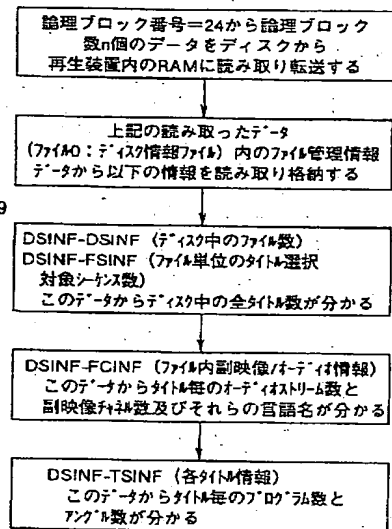 論理ブロック番号=24から論理ブロック
数n個のデータをディスクから
再生装置内のRAMに読み取り転送する
上記の読み取ったデータ
(ファイル0:ディスク情報ファイル)内のファイル管理情報
データから以下の情報を読み取り格納する
9
DSINF-DSINF(ディスク中のファイル数)
DSINF-FSINF(ファイル単位のタイトル選択
対象シーケンス数)
このデータからディスク中の全タイトル数が分かる
DSINF-FCINF(ファイル内副映像/オーディオ情報)
このデータからタイトル毎のオーディオストリーム数と
副映像チャネル数及びそれらの言語名が分かる
DSINF-TSINF(各タイトル情報)
このデータからタイトル毎のプログラム数と
アングル数が分かる